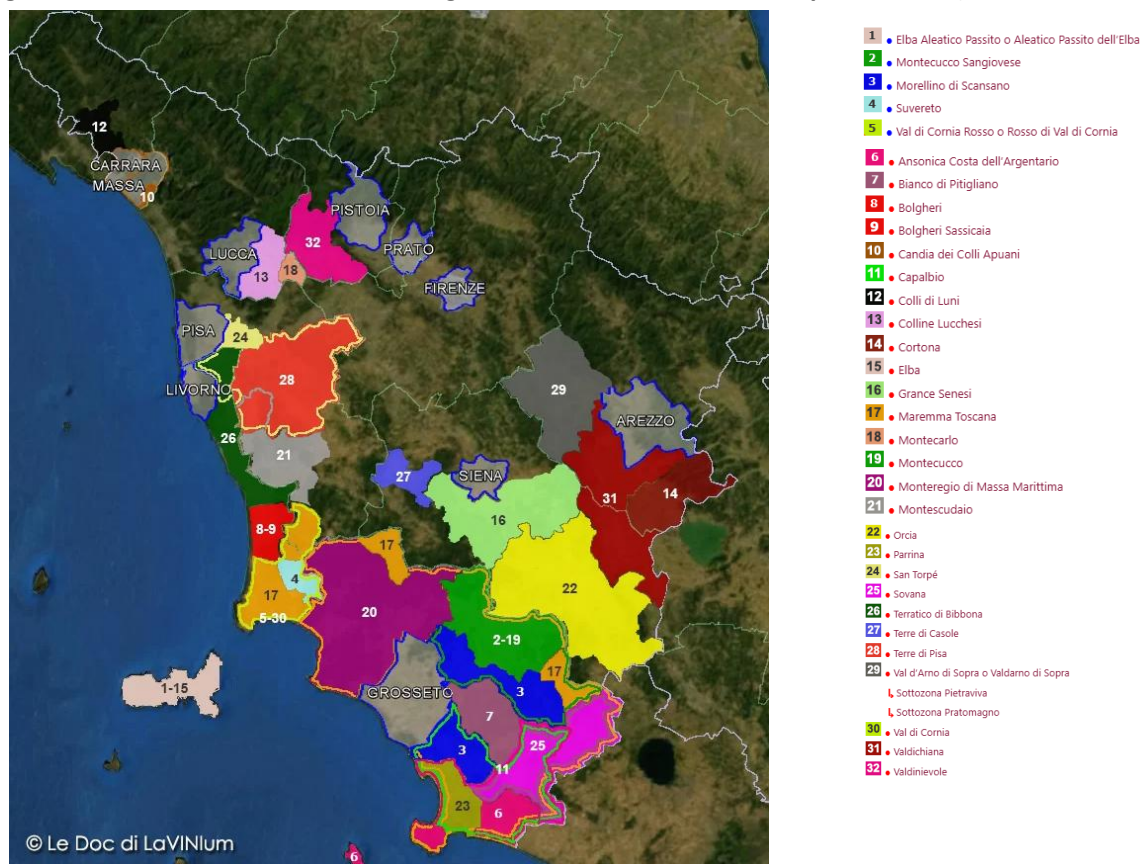 12
CARRARA
MASSA
10
PISTOIA
32
LUCCA
PRATO
13
18
FIRENZE
PISA
24
28
LIVORNO
29
AREZZO
26
21
27
SIENA
31
14
16
8-9
17
4
17
22
20
5-30
2-19
17
1-15
GROSSETO
3
7
25
3
11
23
6
6
© Le Doc di LaVINIum
1 • Elba Aleatico Passito o Aleatico Passito dell'Elba
2 • Montecucco Sangiovese
3 • Morellino di Scansano
4 • Suvereto
5 • Val di Cornia Rosso o Rosso di Val di Cornia
6 • Ansonica Costa dell'Argentario
7 • Bianco di Pitigliano
8 • Bolgheri
9 • Bolgheri Sassicaia
10 • Candia dei Colli Apuani
11 • Capalbio
12 • Colli di Luni
13 • Colline Lucchesi
14 • Cortona
15 • Elba
16 • Grance Senesi
17 • Maremma Toscana
18 • Montecarlo
19 • Montecucco
20 • Monteregio di Massa Marittima
21 • Montescudaio
22 • Orcia
23 • Parrina
24 • San Torpé
25 • Sovana
26 • Terratico di Bibbona
27 • Terre di Casole
28 • Terre di Pisa
29 • Val d'Arno di Sopra o Valdarno di Sopra
Sottozona Pietraviva
Sottozona Pratomagno
30 • Val di Cornia
31 • Valdichiana
32 • Valdinievole